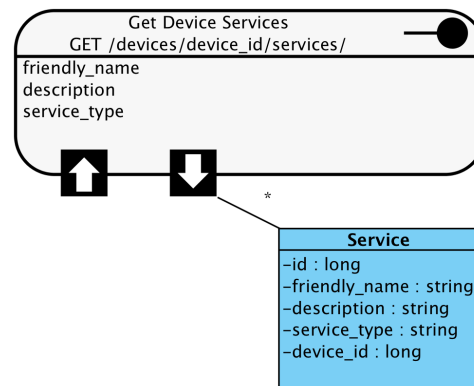 Get Device Services
GET /devices/device_id/services/
friendly_name
description
service_type
*
Service
-id : long
-friendly_name : string
-description : string
-service_type : string
-device_id : long